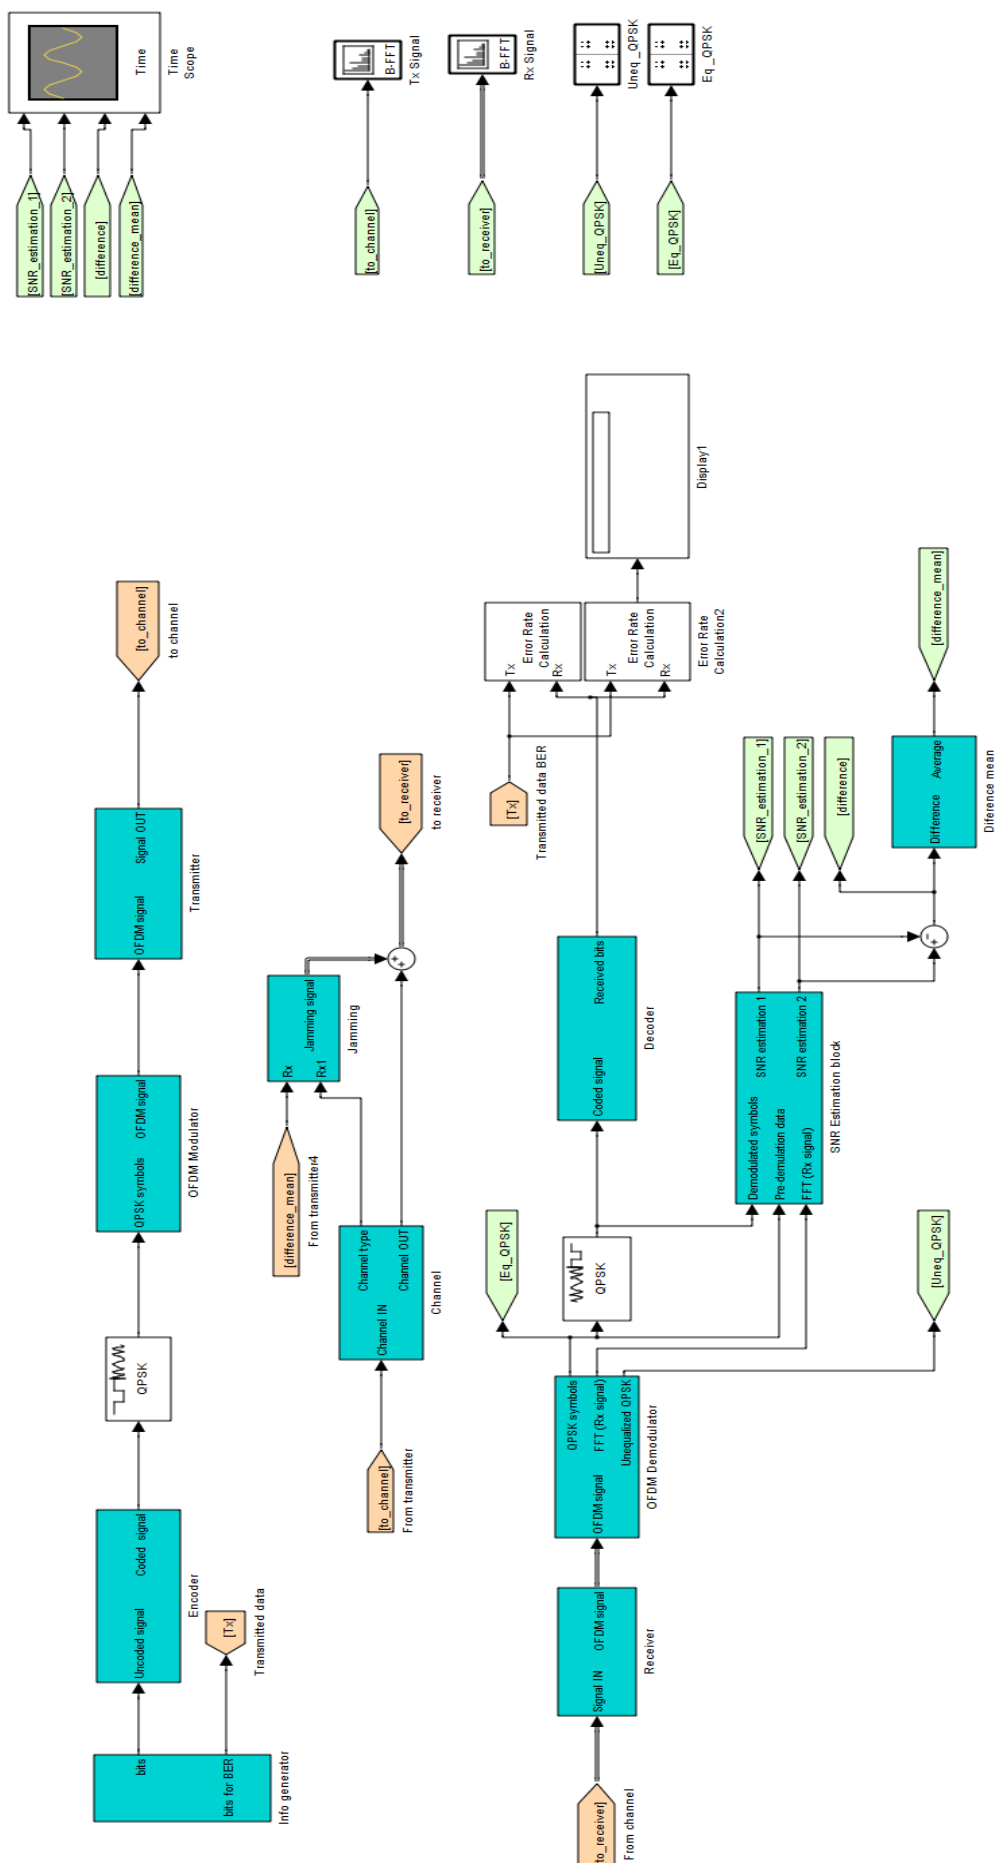 bits
bits for BER
Info generator
Uncoded signal
Coded signal
Encoder
[Tx]
Transmitted data
QPSK
QPSK symbols
OFDM signal
OFDM Modulator
OFDM signal
Signal OUT
Transmitter
[to_channel]
to channel
[to_channel]
From transmitter
Channel IN
Channel type
Channel OUT
Channel
[difference_mean]
From transmitter4
Rx
Rx1
Jamming signal
Jamming
+
+
[to_receiver]
to receiver
to_receiver]
From channel
Signal IN
OFDM signal
Receiver
OFDM signal
QPSK symbols
FFT (Rx signal)
Unequalized QPSK
OFDM Demodulator
[Eq_QPSK]
QPSK
Coded signal
Received bits
Decoder
[Tx]
Transmitted data BER
Tx
Rx
Error Rate
Calculation
Tx
Rx
Error Rate
Calculation
Error Rate
Calculation2
Display1
Demodulated symbols
Pre-demulation data
FFT (Rx signal)
SNR estimation 1
SNR estimation 2
SNR Estimation block
[Uneq_QPSK]
[SNR_estimation_1]
[SNR_estimation_2]
[difference]
-
+
Difference
Average
Diference mean
[difference_mean]
[SNR_estimation_1]
[SNR_estimation_2]
[difference]
[difference_mean]
Time
Time
Scope
[to_channel]
B-FFT
Tx Signal
[to_receiver]
B-FFT
Rx Signal
[Uneq_QPSK]
Uneq_QPSK
[Eq_QPSK]
Eq_QPSK